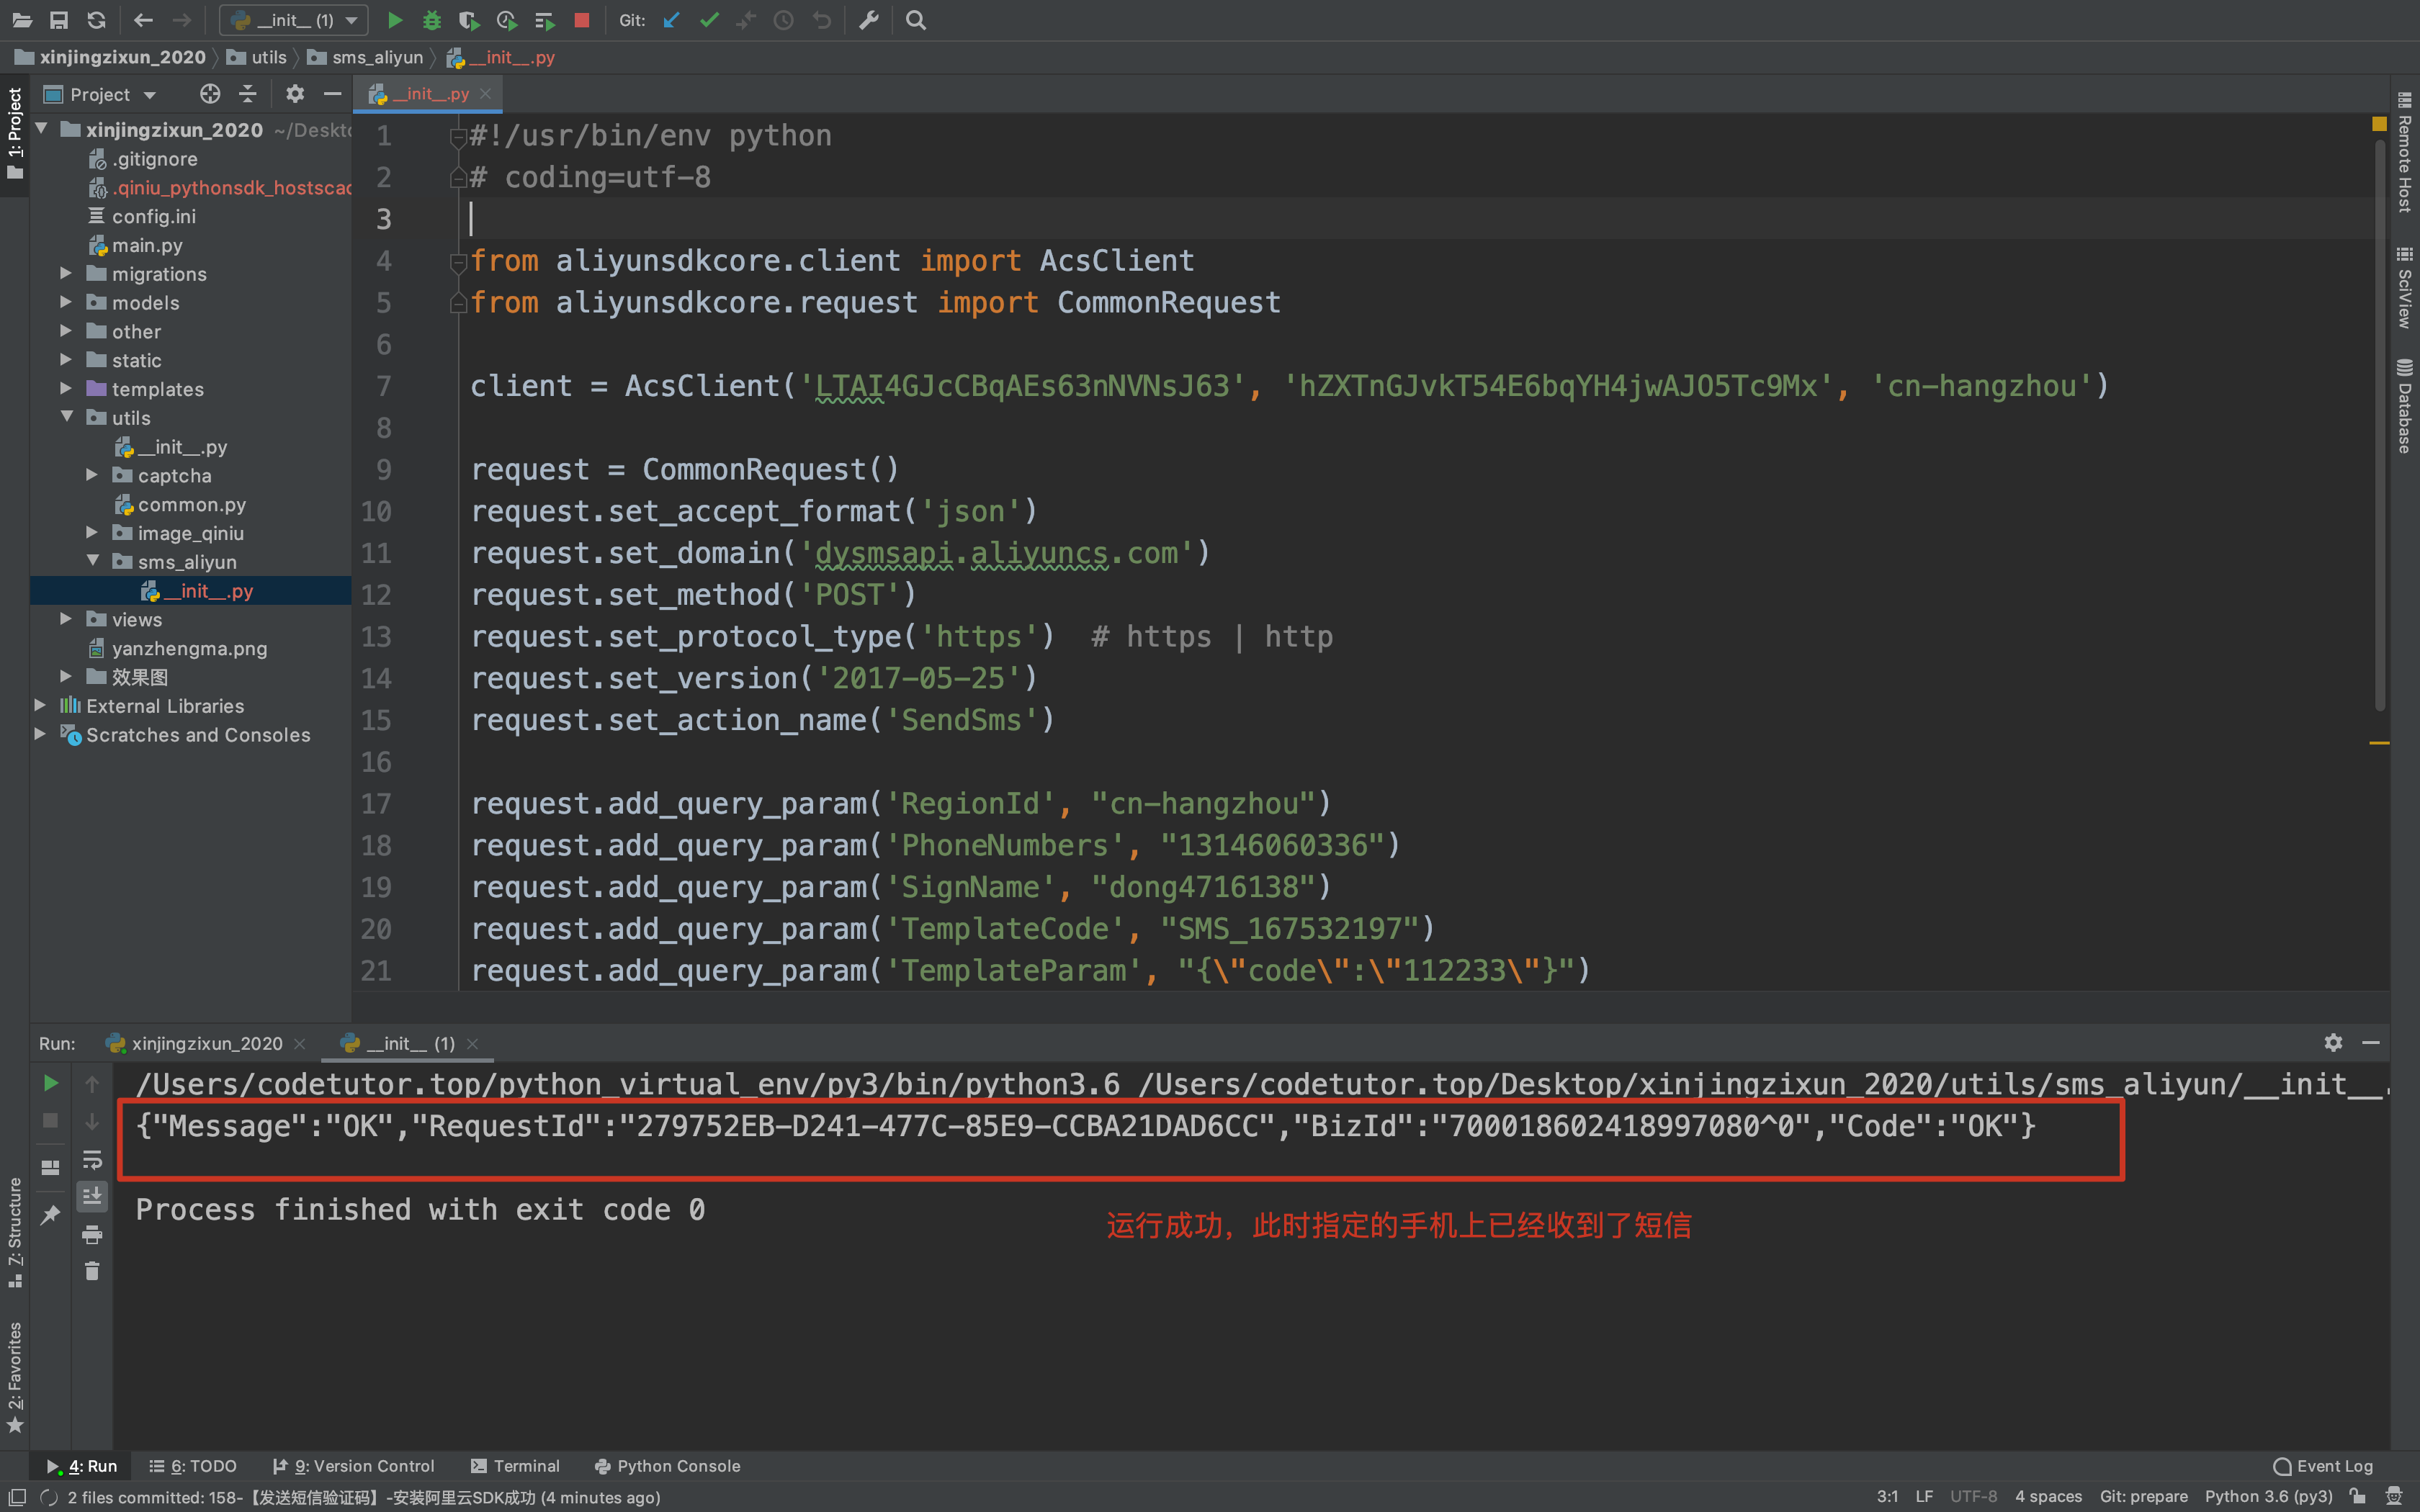 __init__ (1)
Git:
xinjingzixun_2020
utils
sms_aliyun
__init__.py
1: Project
Project
__init__.py
xinjingzixun_2020 ~/Deskto
.gitignore
.qiniu_pythonsdk_hostscac
config.ini
main.py
migrations
models
other
static
templates
utils
__init__.py
captcha
common.py
image_qiniu
sms_aliyun
__init__.py
views
yanzhengma.png
效果图
External Libraries
Scratches and Consoles
1 #!/usr/bin/env python
2 # coding=utf-8
3
4 from aliyunsdkcore.client import AcsClient
5 from aliyunsdkcore.request import CommonRequest
6
7 client = AcsClient('LTAI4GJcCBqAEs63nNVNsJ63', 'hZXTnGJvkT54E6bqYH4jwAJO5Tc9Mx', 'cn-hangzhou')
8
9 request = CommonRequest()
10 request.set_accept_format('json')
11 request.set_domain('dysmsapi.aliyuncs.com')
12 request.set_method('POST')
13 request.set_protocol_type('https')  # https | http
14 request.set_version('2017-05-25')
15 request.set_action_name('SendSms')
16
17 request.add_query_param('RegionId', "cn-hangzhou")
18 request.add_query_param('PhoneNumbers', "13146060336")
19 request.add_query_param('SignName', "dong4716138")
20 request.add_query_param('TemplateCode', "SMS_167532197")
21 request.add_query_param('TemplateParam', "{\"code\":\"112233\"}")
Remote Host
SciView
Database
Run:
xinjingzixun_2020
__init__ (1)
/Users/codetutor.top/python_virtual_env/py3/bin/python3.6 /Users/codetutor.top/Desktop/xinjingzixun_2020/utils/sms_aliyun/__init__.
{"Message":"OK","RequestId":"279752EB-D241-477C-85E9-CCBA21DAD6CC","BizId":"700018602418997080^0","Code":"OK"}
Process finished with exit code 0
运行成功，此时指定的手机上已经收到了短信
7: Structure
2: Favorites
4: Run
6: TODO
9: Version Control
Terminal
Python Console
Event Log
2 files committed: 158-【发送短信验证码】-安装阿里云SDK成功 (4 minutes ago)
3:1
LF
UTF-8
4 spaces
Git: prepare
Python 3.6 (py3)